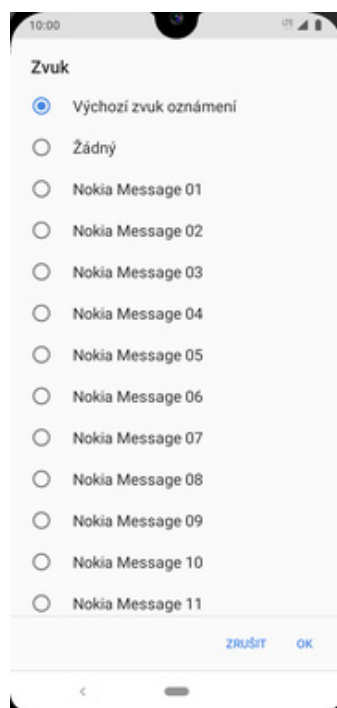 10:00
Zvuk
Výchozí zvuk oznámení
Žádný
Nokia Message 01
Nokia Message 02
Nokia Message 03
Nokia Message 04
Nokia Message 05
Nokia Message 06
Nokia Message 07
Nokia Message 08
Nokia Message 09
Nokia Message 10
Nokia Message 11
ZRUŠIT OK